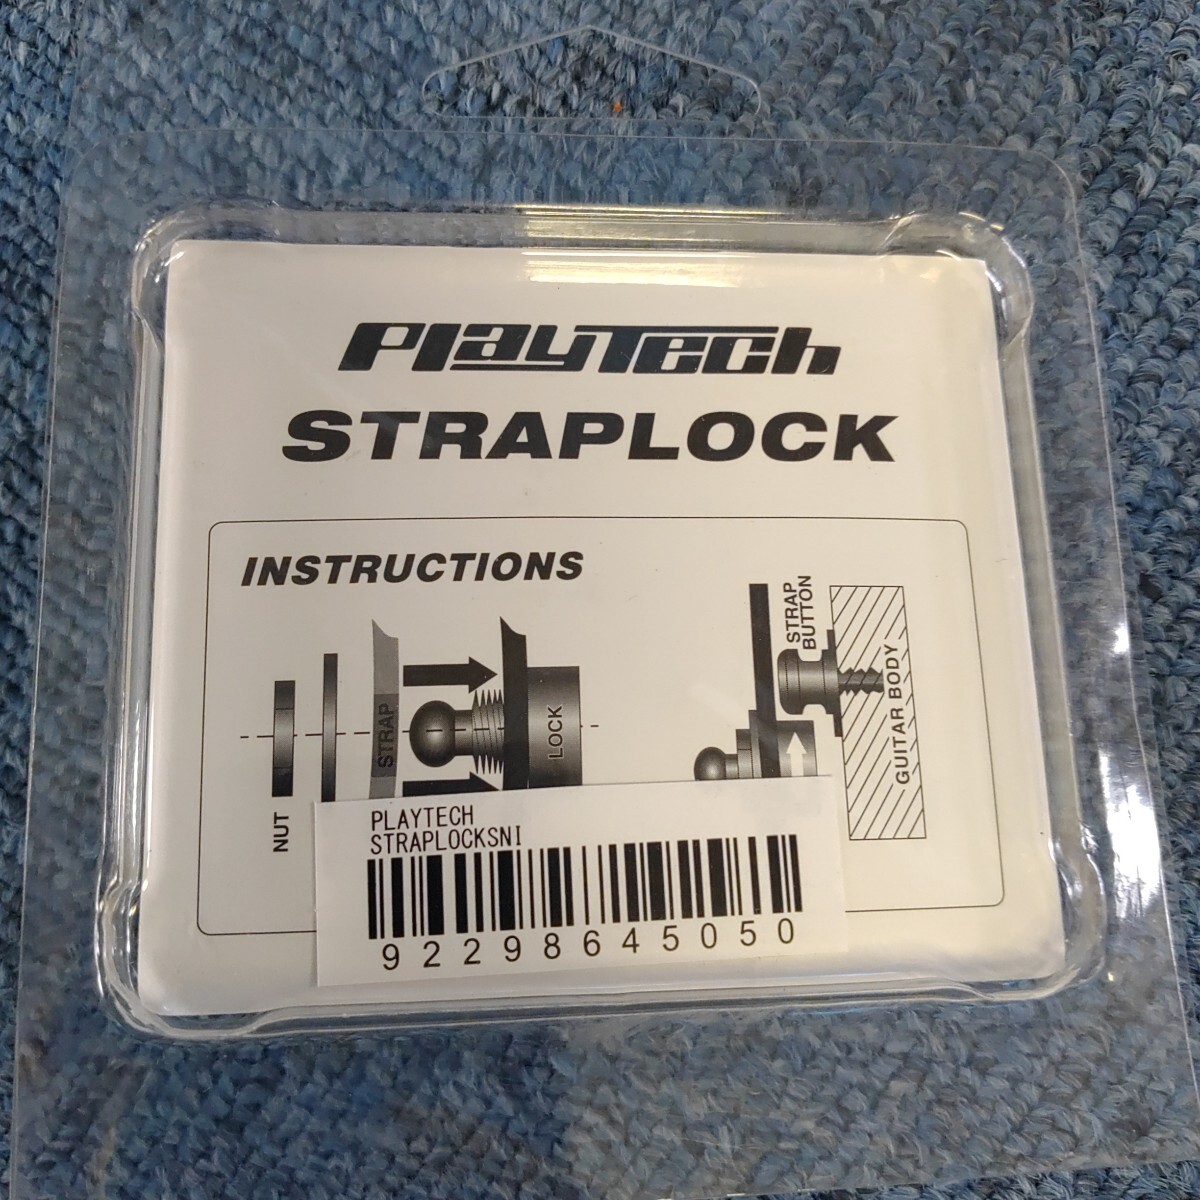 PLAYTECH
STRAPLOCK
INSTRUCTIONS
STRAP
BUTTON
STRAP
LOCK
GUITAR BODY
NUT
PLAYTECH
STRAPLOCKSNI
92298645050